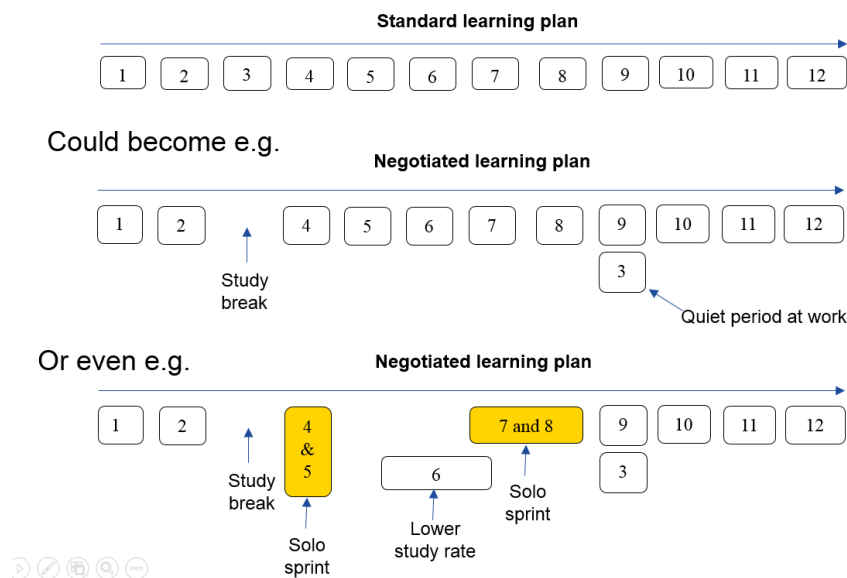 Standard learning plan
1 2 3 4 5 6 7 8 9 10 11 12
Could become e.g.
Negotiated learning plan
1 2 4 5 6 7 8 9 10 11 12
3
Study
break
Quiet period at work
Or even e.g.
Negotiated learning plan
1 2 4 7 and 8 9 10 11 12
&
5
6
3
Study
break
Solo
sprint
Lower
study rate
Solo
sprint